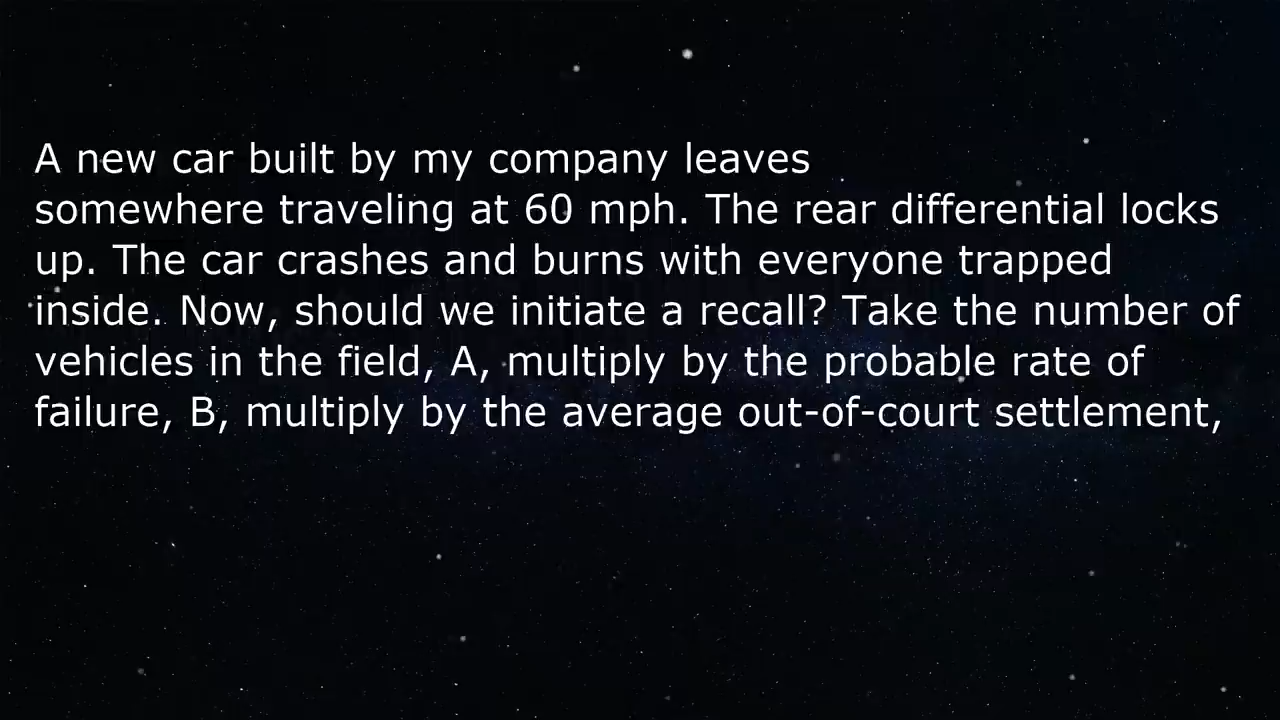 A new car built by my company leaves
somewhere traveling at 60 mph. The rear differential locks
up. The car crashes and burns with everyone trapped
inside. Now, should we initiate a recall? Take the number of
vehicles in the field, A, multiply by the probable rate of
failure, B, multiply by the average out-of-court settlement,